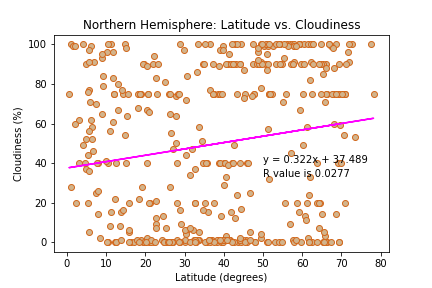 Northern Hemisphere: Latitude vs. Cloudiness
100
80
60
40
20
0
Cloudiness (%)
y = 0.322x + 37.489
R value is 0.0277
0 10 20 30 40 50 60 70 80
Latitude (degrees)